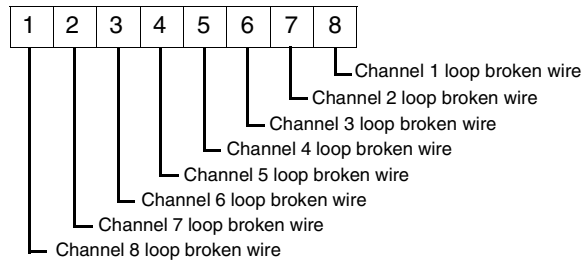 1 2 3 4 5 6 7 8
Channel 1 loop broken wire
Channel 2 loop broken wire
Channel 3 loop broken wire
Channel 4 loop broken wire
Channel 5 loop broken wire
Channel 6 loop broken wire
Channel 7 loop broken wire
Channel 8 loop broken wire